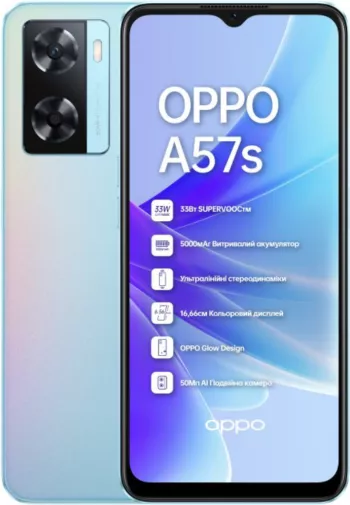 OPPO
A57s
33W
33Вт SUPERVOOCтм
5000мАг Витривалий акумулятор
Ультралінійні стереодинаміки
16,66см Кольоровий дисплей
OPPO Glow Design
50Мп AI Подвійна камера
oppo